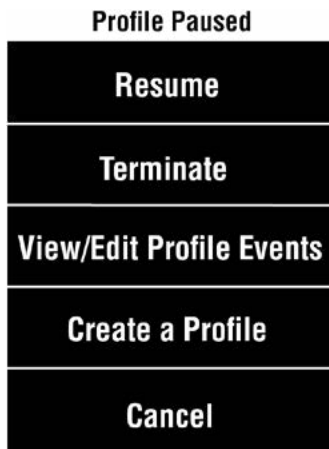 Profile Paused
Resume
Terminate
View/Edit Profile Events
Create a Profile
Cancel